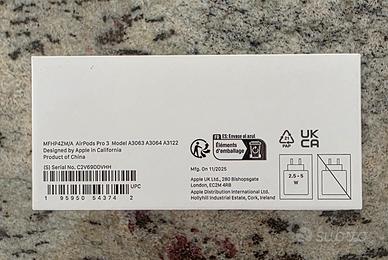 MFHP4ZM/A AirPods Pro 3 Model A3063 A3064 A3122
Designed by Apple in California
Product of China
(S) Serial No. C2V69DDVHH
UPC
1 95950 54374 2
FR ES: Envase al azul
Éléments
d'emballage
Mfg. On 11/2025
Apple UK Ltd., 280 Bishopsgate
London, EC2M 4RB
Apple Distribution International Ltd.
Hollyhill Industrial Estate, Cork, Ireland
21
PAP
UK
CA
2.5 - 5
W
SUBITO